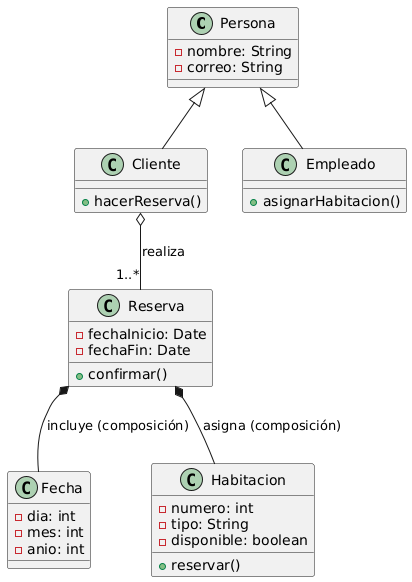 C Persona
nombre: String
correo: String
C Cliente
hacerReserva()
C Empleado
asignarHabitacion()
realiza
1..*
C Reserva
fechaInicio: Date
fechaFin: Date
confirmar()
incluye (composición)
asigna (composición)
C Fecha
dia: int
mes: int
anio: int
C Habitacion
numero: int
tipo: String
disponible: boolean
reservar()